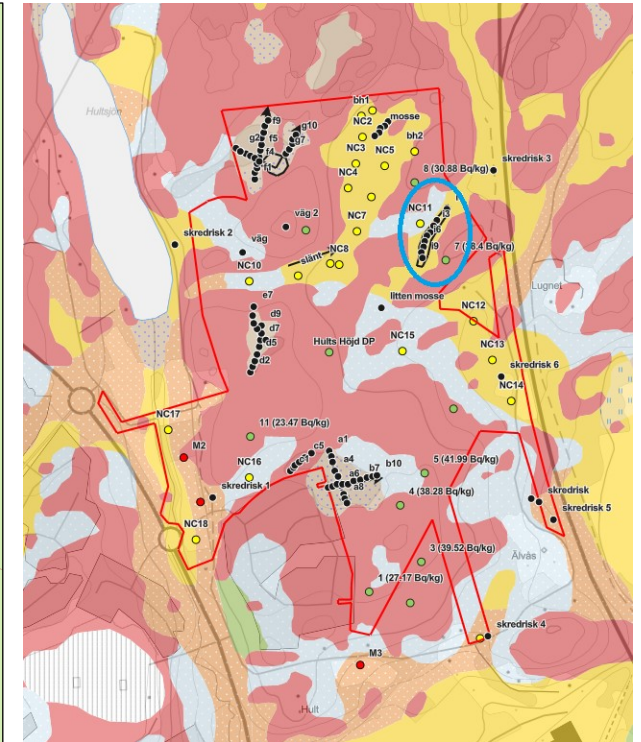 Hultsjön
bh1
f9
g10
g2
f5
g7
f4
f1
NC2
mosse
NC3
NC5
bh2
NC4
8 (30.88 Bq/kg)
skredrisk 3
NC11
i3
i6
i9
väg 2
NC7
skredrisk 2
väg
slänt
NC8
NC10
7 (38.4 Bq/kg)
Lugnet
e7
litten mosse
NC12
d9
d7
d5
d2
Hults Höjd DP
NC15
NC13
skredrisk 6
NC14
NC17
11 (23.47 Bq/kg)
a1
c5
M2
a4
a6
b7
b10
a8
5 (41.99 Bq/kg)
NC16
skredrisk 1
4 (38.28 Bq/kg)
skredrisk
skredrisk 5
NC18
3 (39.52 Bq/kg)
Älvås
1 (27.17 Bq/kg)
skredrisk 4
M3
Hult